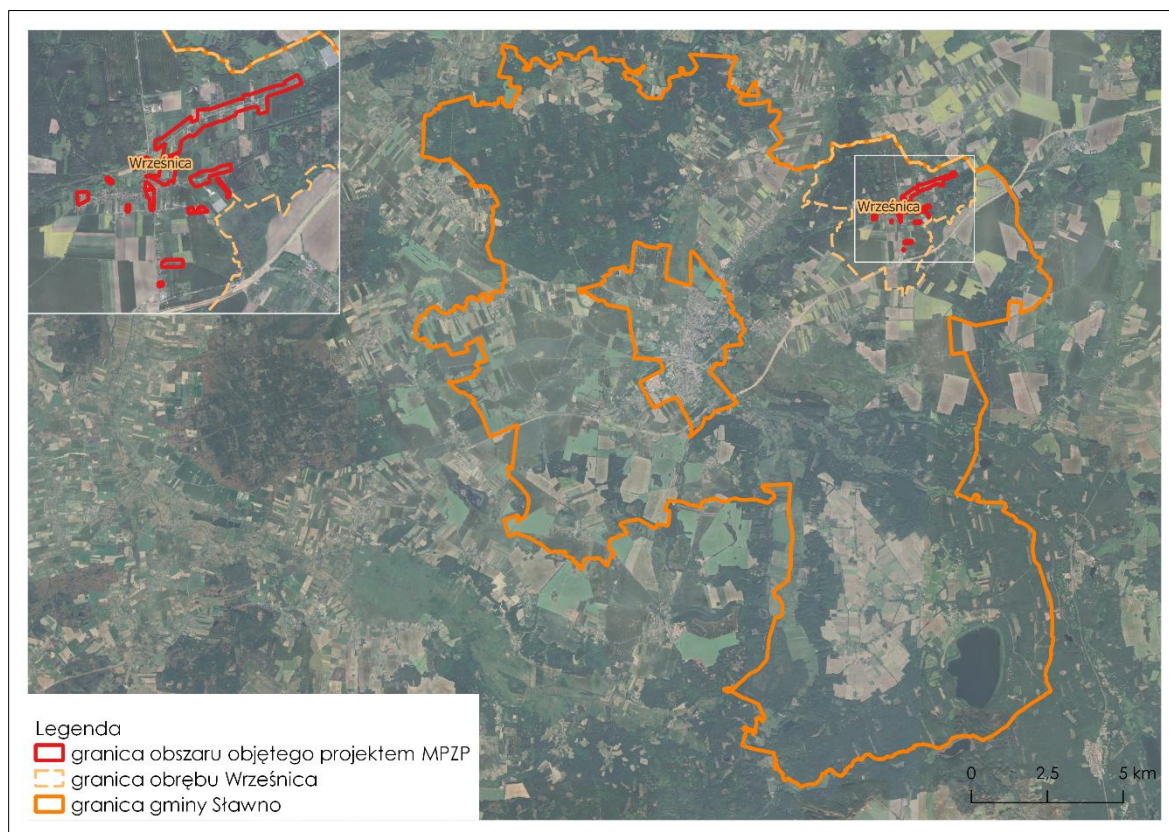 Wrześnica
Wrześnica
Legenda
granica obszaru objętego projektem MPZP
granica obrębu Wrześnica
granica gminy Sławno
0 2,5 5 km